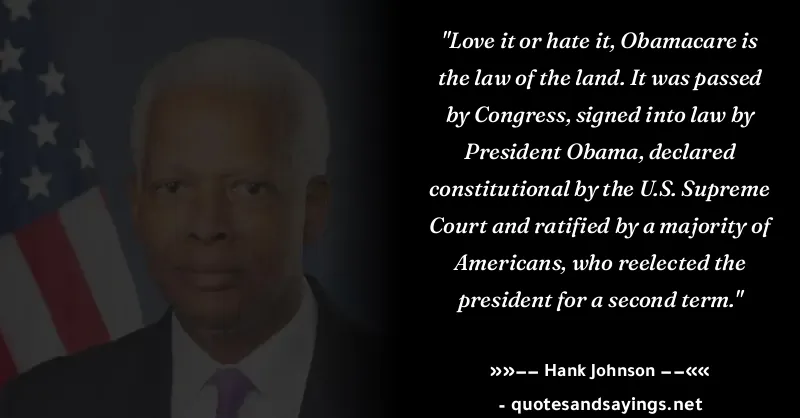 "Love it or hate it, Obamacare is
the law of the land. It was passed
by Congress, signed into law by
President Obama, declared
constitutional by the U.S. Supreme
Court and ratified by a majority of
Americans, who reelected the
president for a second term."
»»−− Hank Johnson −−««
- quotesandsayings.net